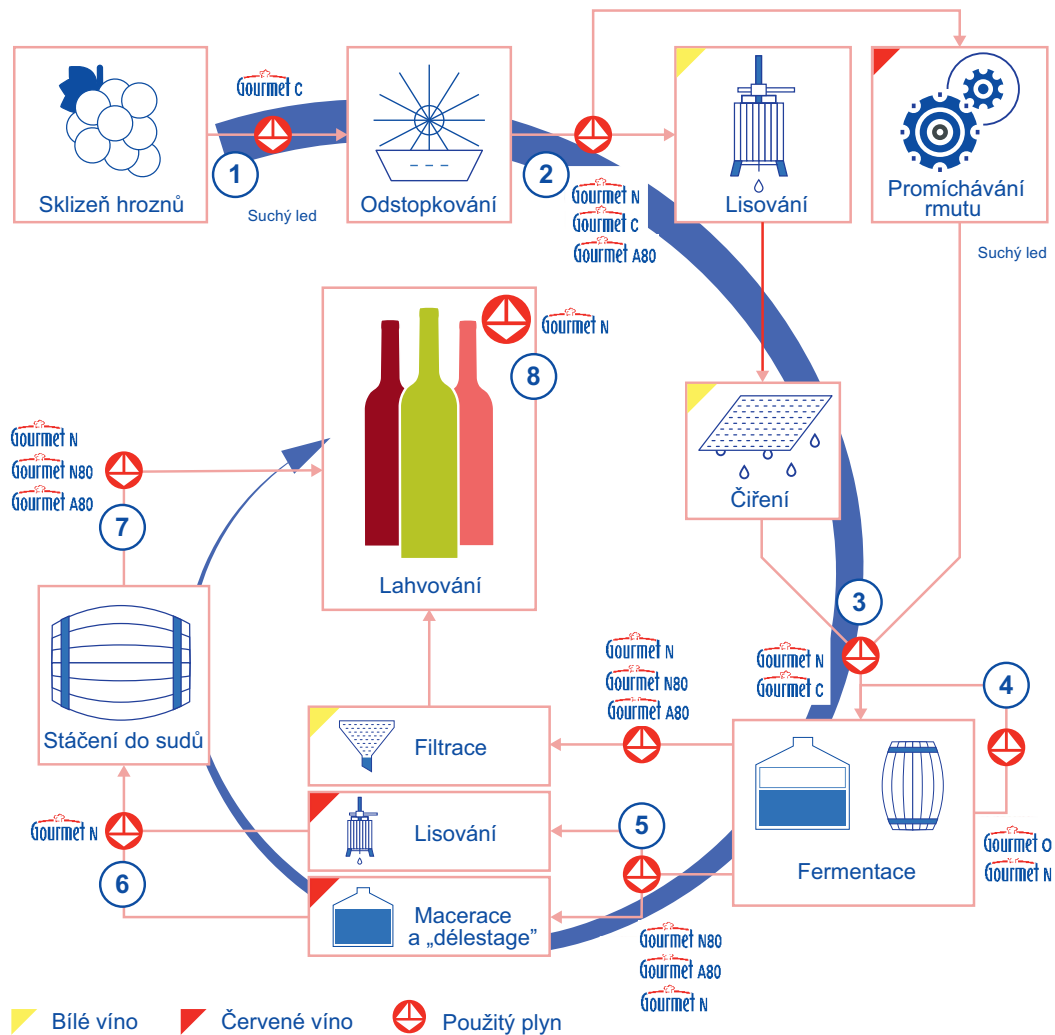 Gourmet C
1
Sklizeň hroznů
Suchý led
Odstopkování
2
Gourmet N
Gourmet C
Gourmet A80
Lisování
Promíchávání
rmutu
Suchý led
Gourmet N
8
Lahvování
Čiření
Gourmet N
Gourmet N80
Gourmet A80
7
3
Gourmet N
Gourmet C
4
Gourmet N
Gourmet N80
Gourmet A80
Stáčení do sudů
Filtrace
Gourmet N
6
Lisování
5
Fermentace
Gourmet O
Gourmet N
Macerace
a „délestage”
Gourmet N80
Gourmet A80
Gourmet N
Bílé víno
Červené víno
Použitý plyn